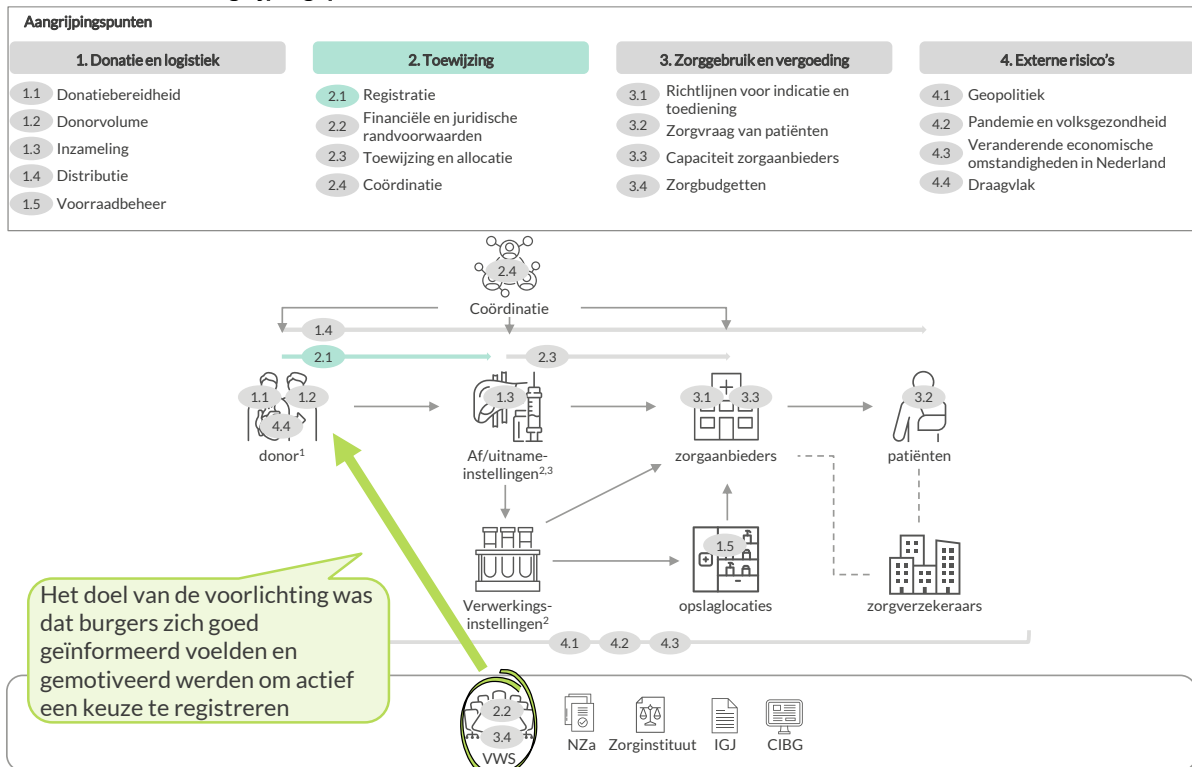 Aangrijpingspunten
1. Donatie en logistiek
1.1 Donatiebereidheid
1.2 Donorvolume
1.3 Inzameling
1.4 Distributie
1.5 Voorraadbeheer
2. Toewijzing
2.1 Registratie
2.2 Financiële en juridische
randvoorwaarden
2.3 Toewijzing en allocatie
2.4 Coördinatie
3. Zorggebruik en vergoeding
3.1 Richtlijnen voor indicatie en
toediening
3.2 Zorgvraag van patiënten
3.3 Capaciteit zorgaanbieders
3.4 Zorgbudgetten
4. Externe risico's
4.1 Geopolitiek
4.2 Pandemie en volksgezondheid
4.3 Veranderende economische
omstandigheden in Nederland
4.4 Draagvlak
2.4
Coördinatie
1.4
2.1
2.3
1.1
1.2
4.4
donor¹
1.3
Af/uitname-
instellingen²,³
3.1
3.3
zorgaanbieders
3.2
patiënten
Verwerkings-
instellingen²
1.5
opslaglocaties
zorgverzekeraars
4.1
4.2
4.3
Het doel van de voorlichting was
dat burgers zich goed
geïnformeerd voelden en
gemotiveerd werden om actief
een keuze te registreren
2.2
3.4
VWS
NZa
Zorginstituut
IGJ
CIBG